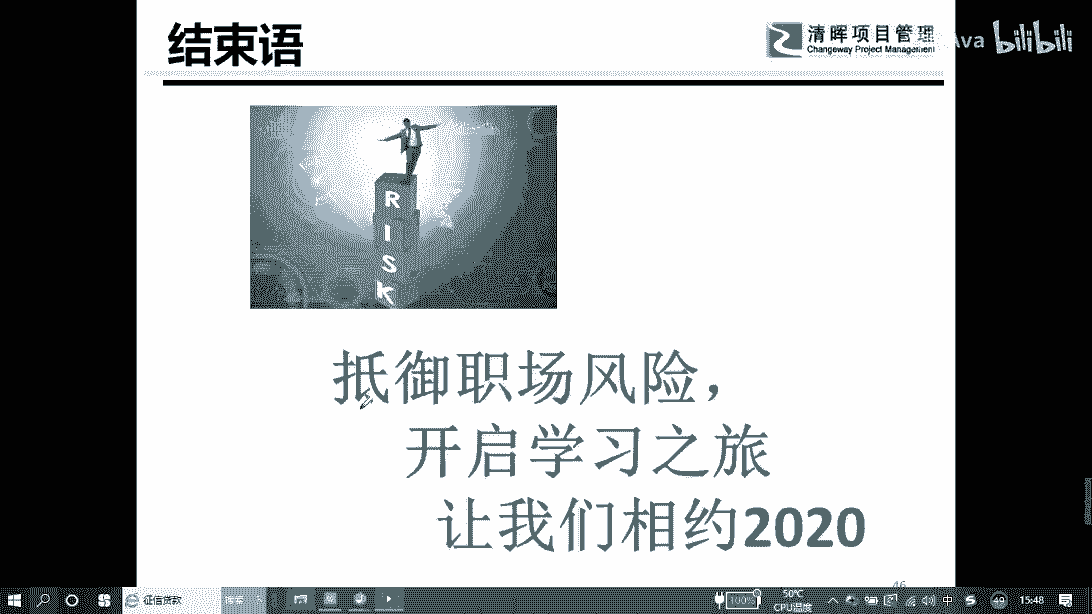 结束语
清晖项目管理
Changeway Project Management
Ava bilibili
R
I
S
K
抵御职场风险，
开启学习之旅
让我们相约2020
46
征信贷款
100%
50℃
CPU温度
中
49
15:48